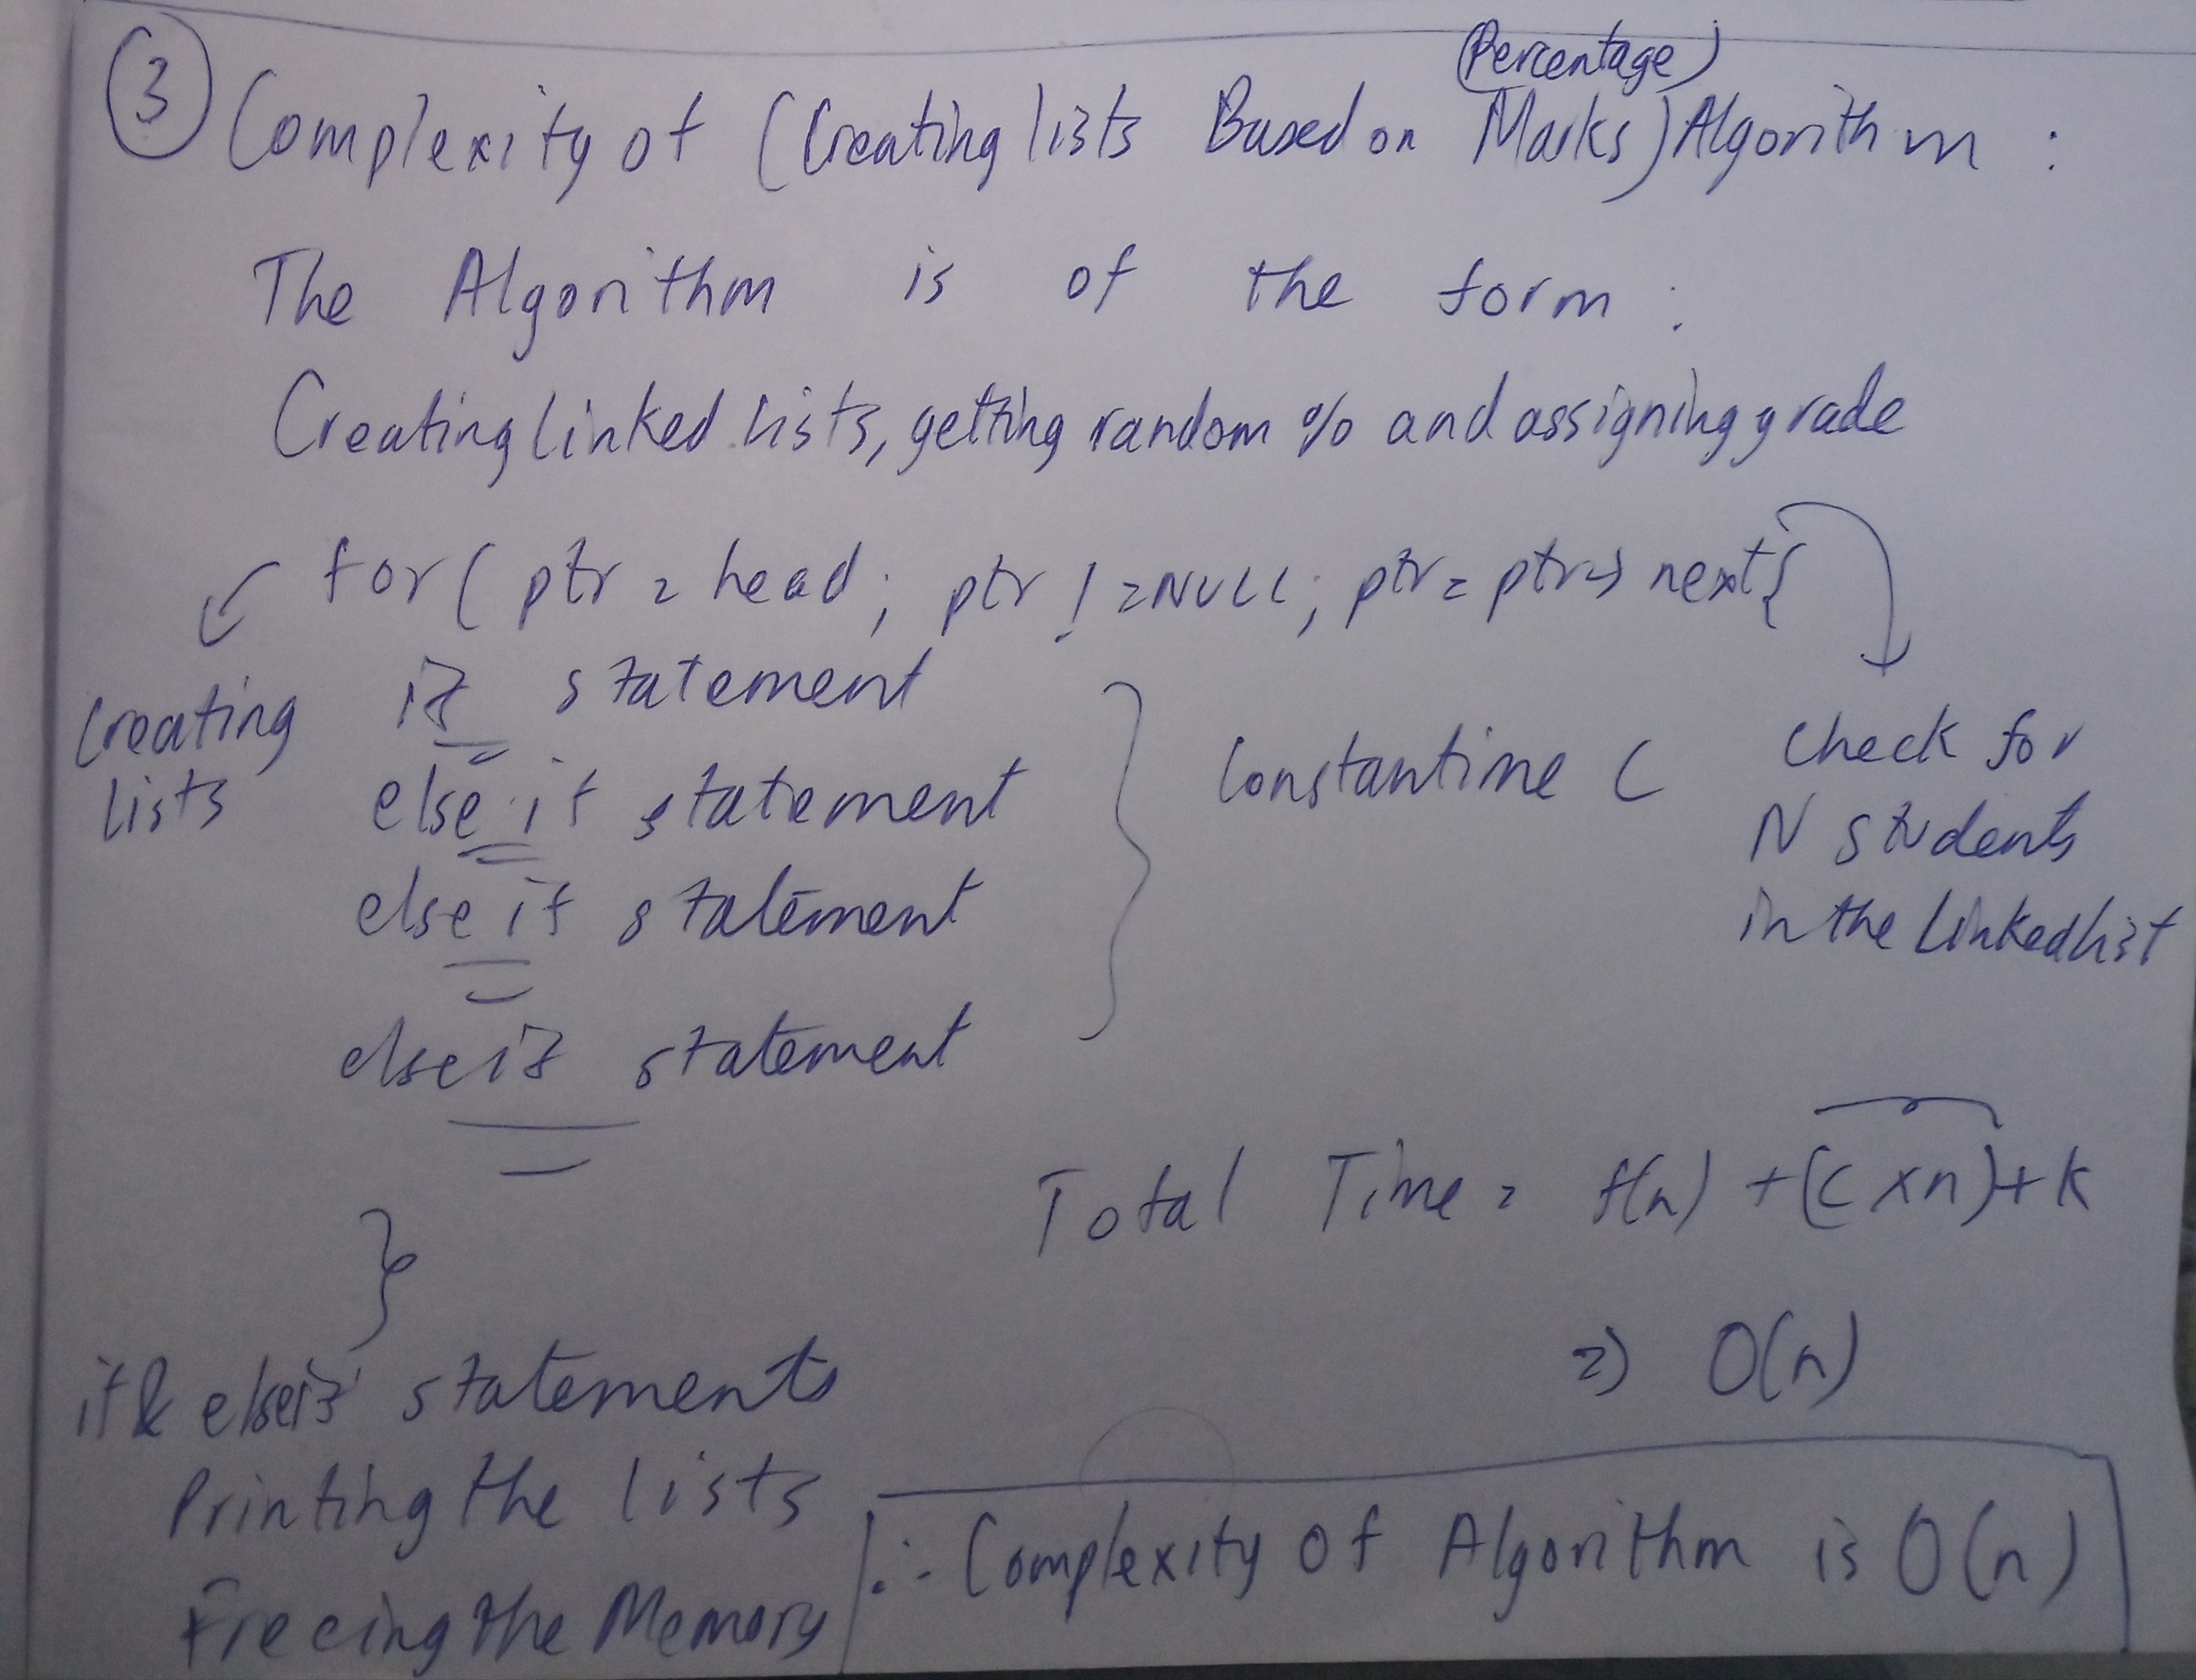 3
(Percentage)
Complexity of (Creating lists Based on Marks) Algorithm :
The Algorithm is of the form :
Creating linked lists, getting random % and assigning grade
for( ptr = head; ptr != NULL; ptr = ptr→ next{
creating lists
if statement
else if statement
else if statement
else if statement
Constantime C
Check for
N students
in the Linkedlist
}
Total Time = f(n) + (c x n) + k
=) O(n)
if & elseif statements
Printing the lists
Freeing the Memory
∴ Complexity of Algorithm is O(n)